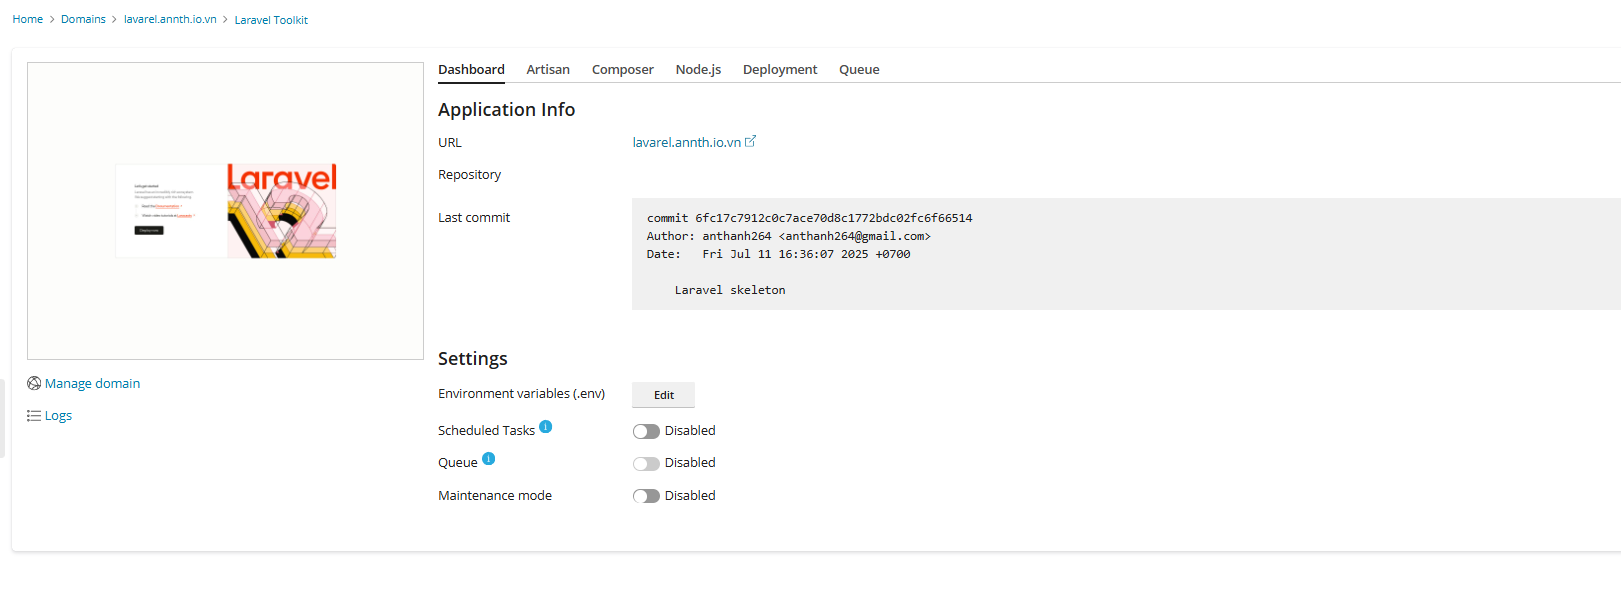 Home > Domains > lavarel.annth.io.vn > Laravel Toolkit
Dashboard Artisan Composer Node.js Deployment Queue
Application Info
URL lavarel.annth.io.vn
Repository
Last commit
commit 6fc17c7912c0c7ace70d8c1772bdc02fc6f66514
Author: anthanh264 <anthanh264@gmail.com>
Date: Fri Jul 11 16:36:07 2025 +0700
Laravel skeleton
Laravel
Let's get started
Manage domain
Logs
Settings
Environment variables (.env) Edit
Scheduled Tasks i Disabled
Queue i Disabled
Maintenance mode Disabled